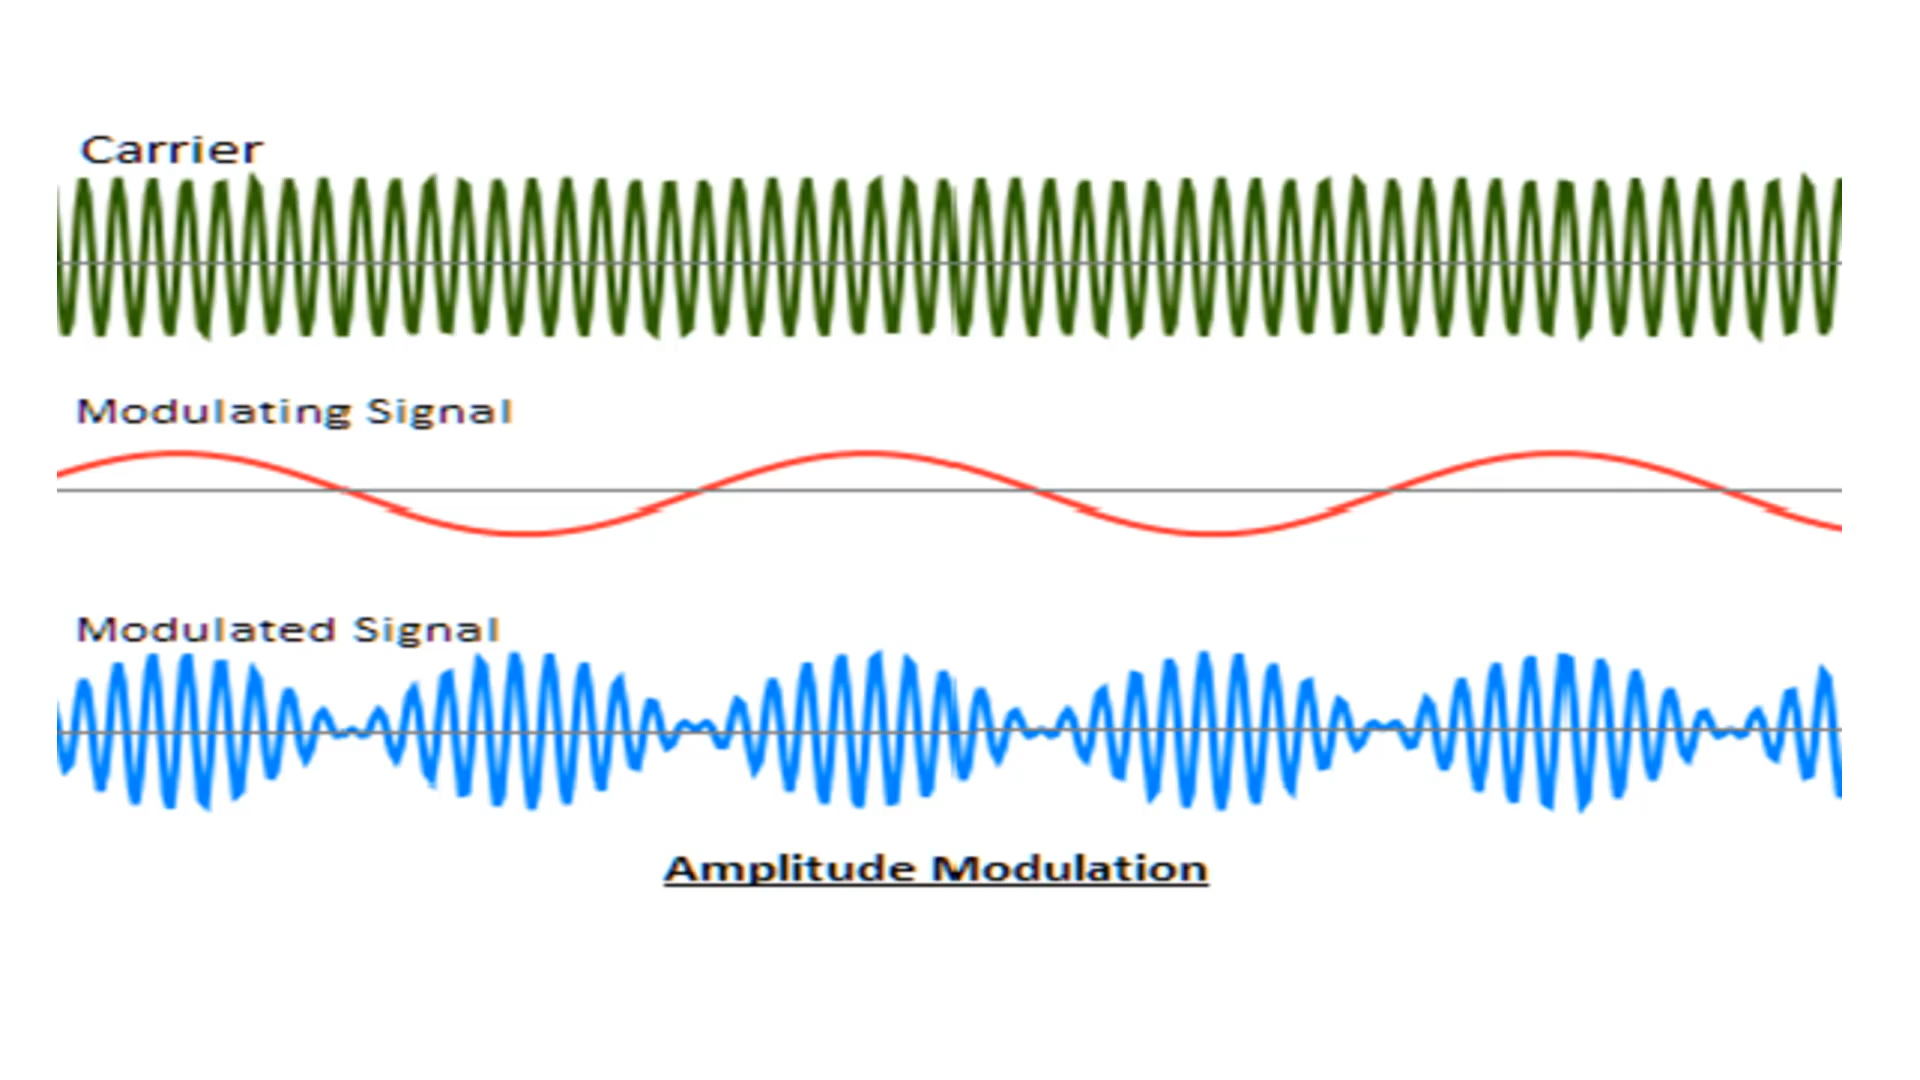 Carrier
Modulating Signal
Modulated Signal
Amplitude Modulation